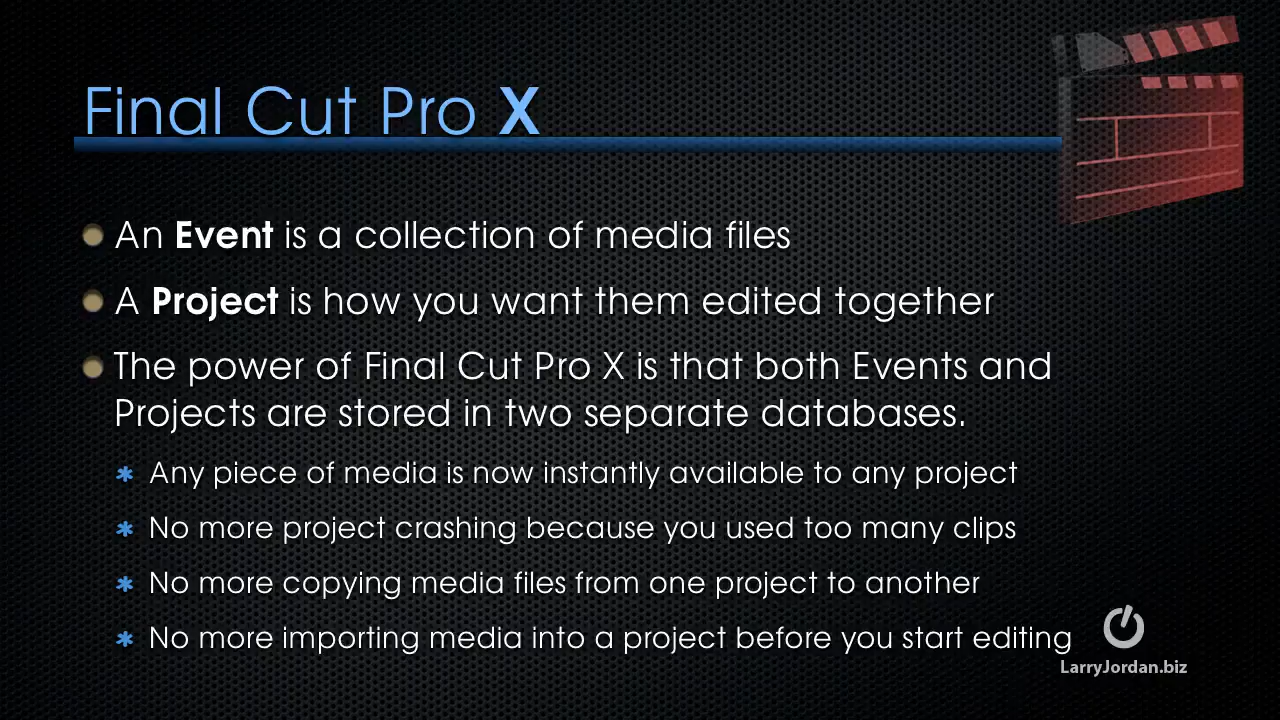 Final Cut Pro X
An Event is a collection of media files
A Project is how you want them edited together
The power of Final Cut Pro X is that both Events and
Projects are stored in two separate databases.
Any piece of media is now instantly available to any project
No more project crashing because you used too many clips
No more copying media files from one project to another
No more importing media into a project before you start editing
LarryJordan.biz